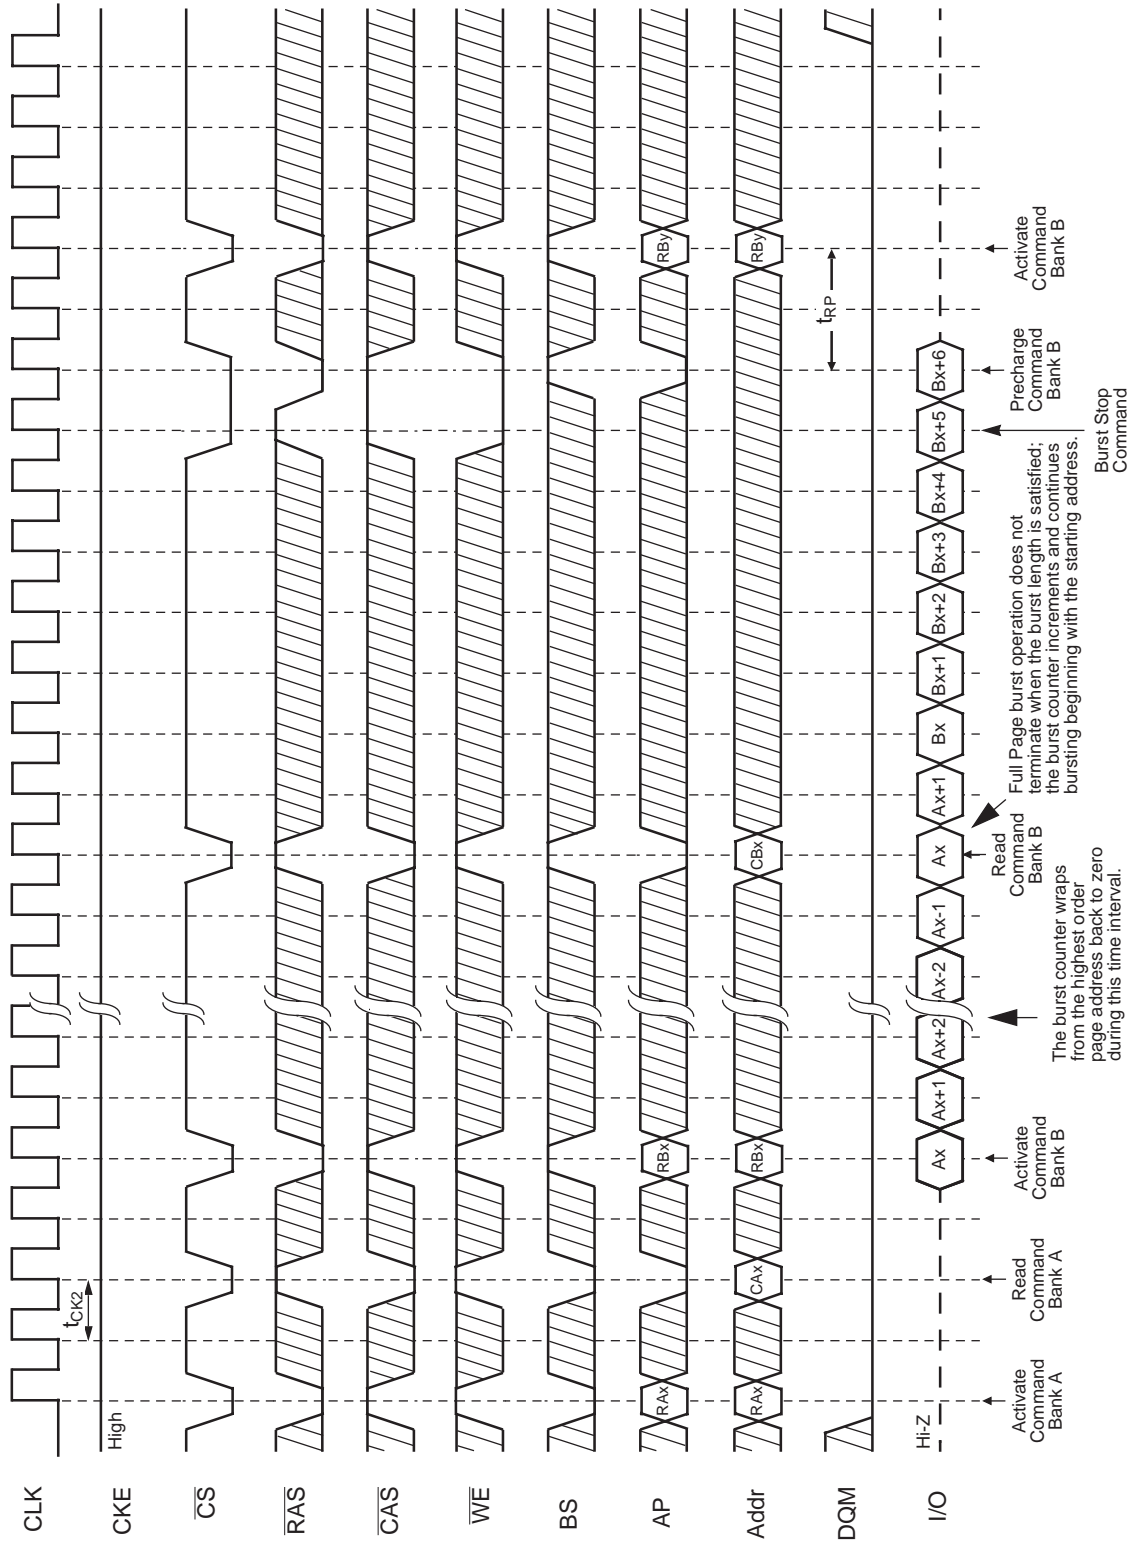 CLK
CKE
CS
RAS
CAS
WE
BS
AP
Addr
DQM
I/O
High
Hi-Z
tCK2
tRP
RAx
RBx
RBy
RAx
CAx
RBx
CBx
RBy
Ax
Ax+1
Ax+2
Ax-2
Ax-1
Ax
Ax+1
Bx
Bx+1
Bx+2
Bx+3
Bx+4
Bx+5
Bx+6
Activate
Command
Bank A
Read
Command
Bank A
Activate
Command
Bank B
The burst counter wraps
from the highest order
page address back to zero
during this time interval.
Read
Command
Bank B
Full Page burst operation does not
terminate when the burst length is satisfied;
the burst counter increments and continues
bursting beginning with the starting address.
Burst Stop
Command
Precharge
Command
Bank B
Activate
Command
Bank B